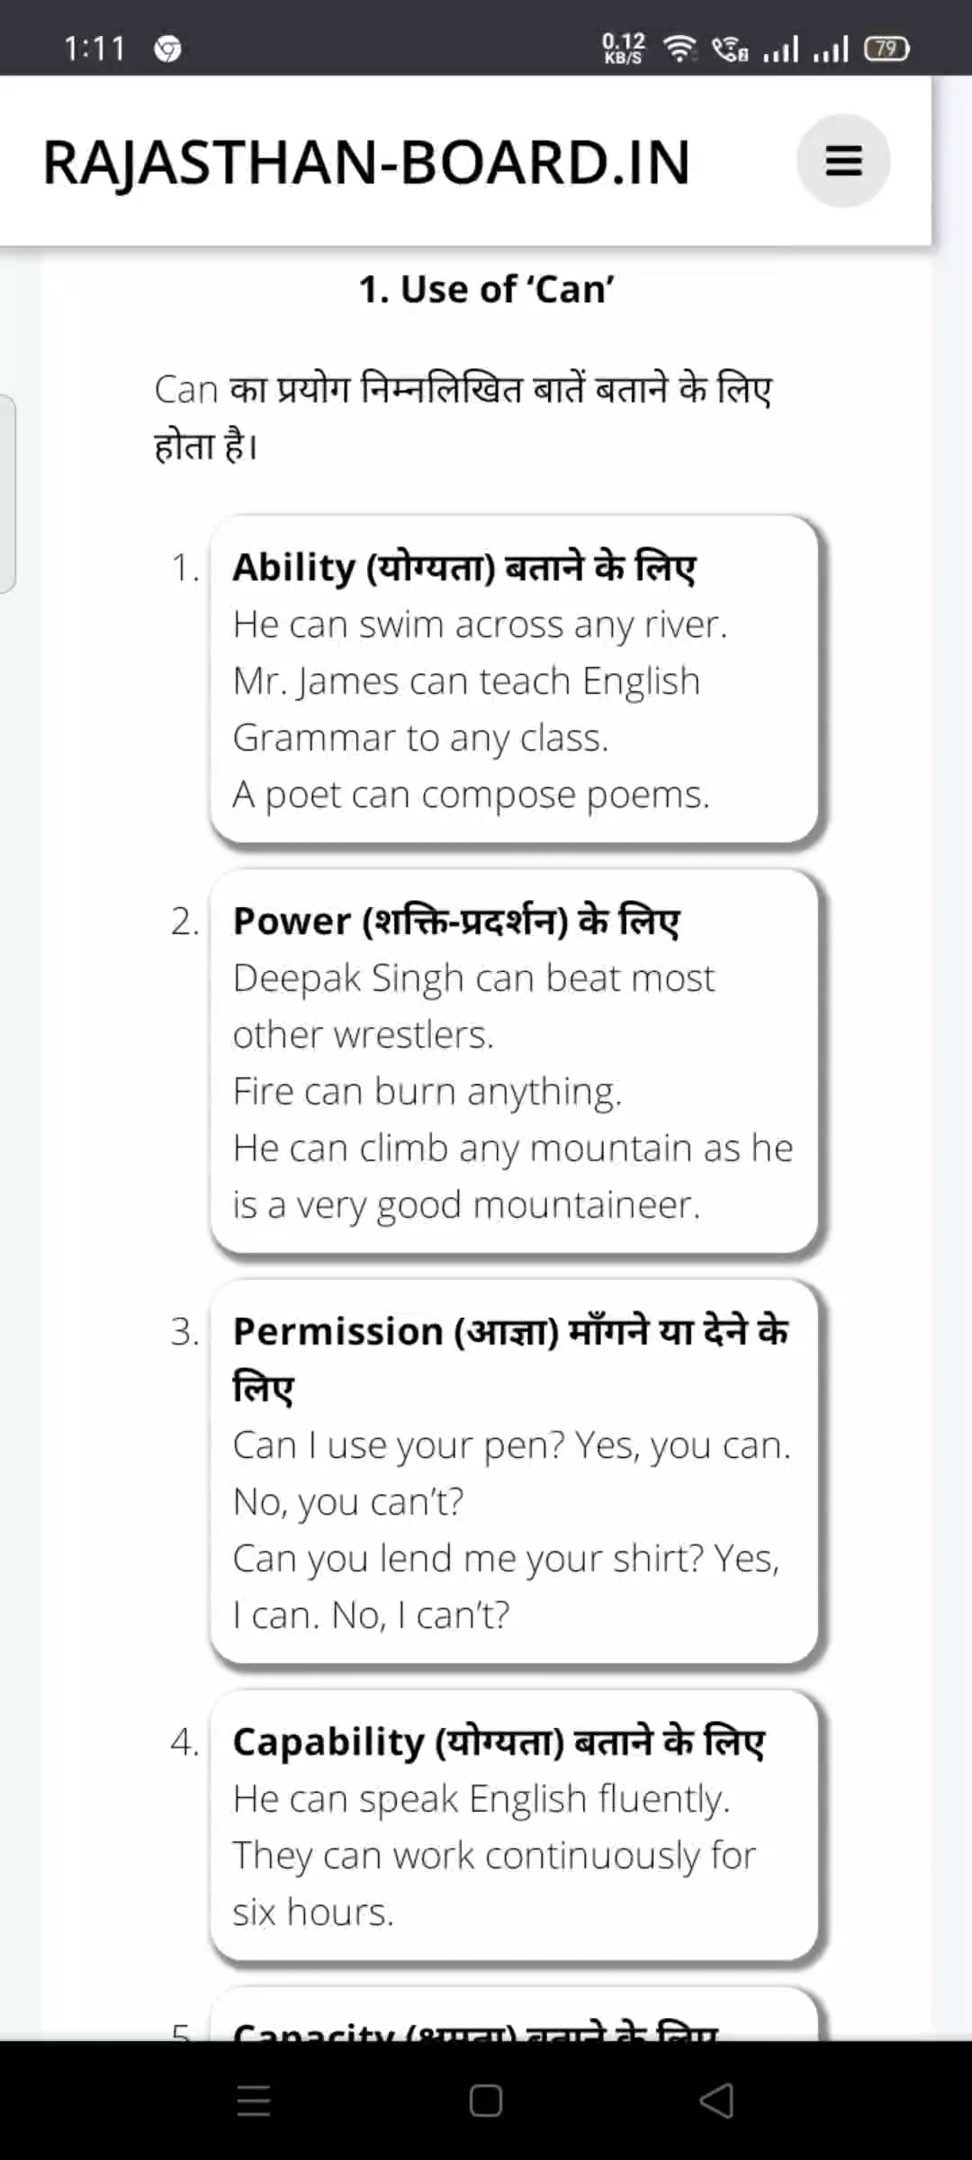 1:11
0.12
KB/S
79
RAJASTHAN-BOARD.IN
1. Use of ‘Can’
Can का प्रयोग निम्नलिखित बातें बताने के लिए
होता है।
1. Ability (योग्यता) बताने के लिए
He can swim across any river.
Mr. James can teach English
Grammar to any class.
A poet can compose poems.
2. Power (शक्ति-प्रदर्शन) के लिए
Deepak Singh can beat most
other wrestlers.
Fire can burn anything.
He can climb any mountain as he
is a very good mountaineer.
3. Permission (आज्ञा) माँगने या देने के
लिए
Can I use your pen? Yes, you can.
No, you can’t?
Can you lend me your shirt? Yes,
I can. No, I can’t?
4. Capability (योग्यता) बताने के लिए
He can speak English fluently.
They can work continuously for
six hours.
5 Capacity (क्षमता) बताने के लिए